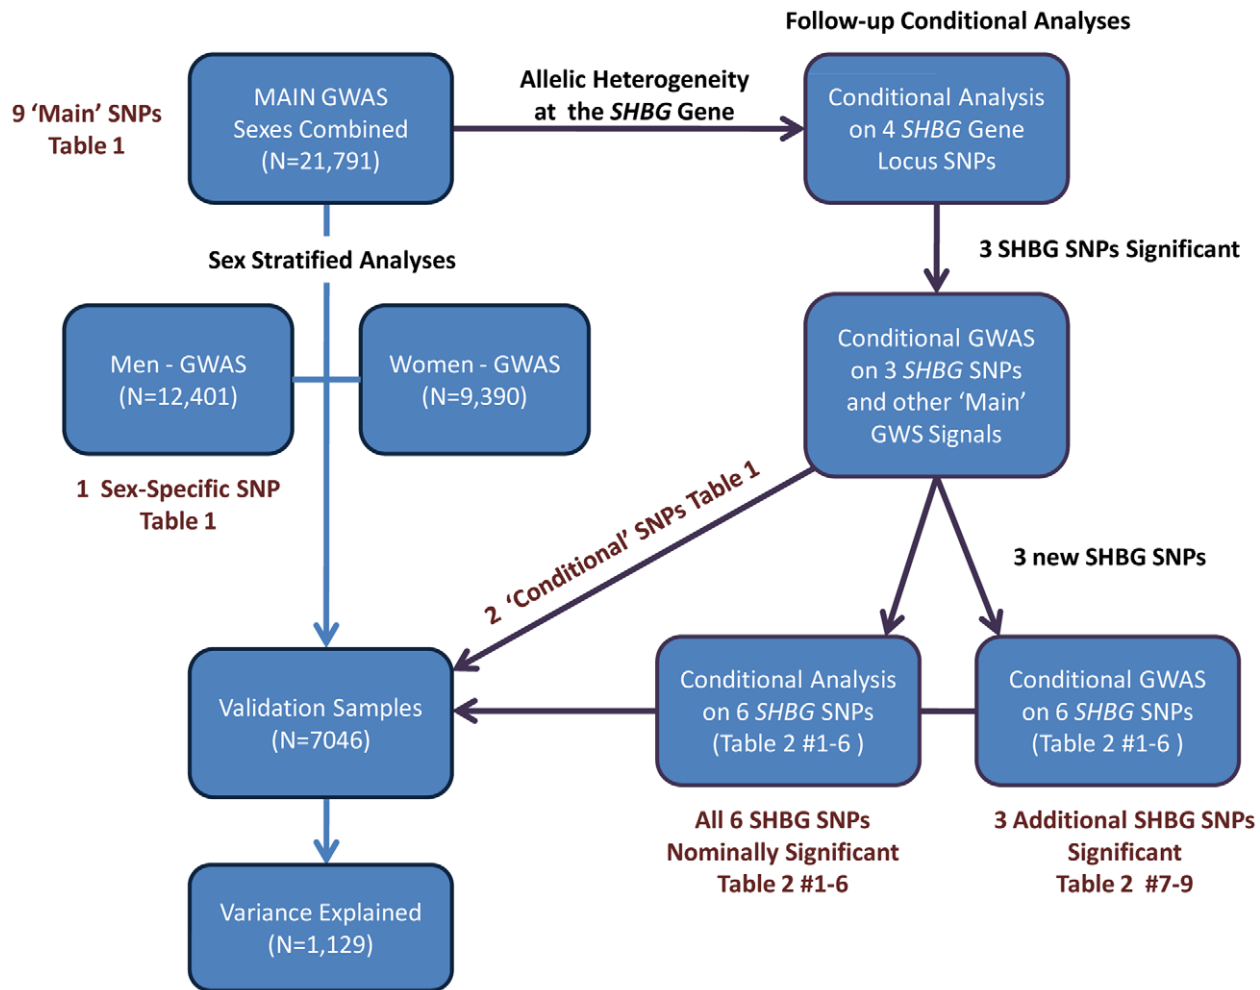 Follow-up Conditional Analyses
9 ‘Main’ SNPs
Table 1
MAIN GWAS
Sexes Combined
(N=21,791)
Allelic Heterogeneity
at the SHBG Gene
Conditional Analysis
on 4 SHBG Gene
Locus SNPs
Sex Stratified Analyses
3 SHBG SNPs Significant
Men - GWAS
(N=12,401)
Women - GWAS
(N=9,390)
Conditional GWAS
on 3 SHBG SNPs
and other ‘Main’
GWS Signals
1 Sex-Specific SNP
Table 1
2 ‘Conditional’ SNPs Table 1
3 new SHBG SNPs
Validation Samples
(N=7046)
Conditional Analysis
on 6 SHBG SNPs
(Table 2 #1-6 )
Conditional GWAS
on 6 SHBG SNPs
(Table 2 #1-6 )
All 6 SHBG SNPs
Nominally Significant
Table 2 #1-6
3 Additional SHBG SNPs
Significant
Table 2 #7-9
Variance Explained
(N=1,129)